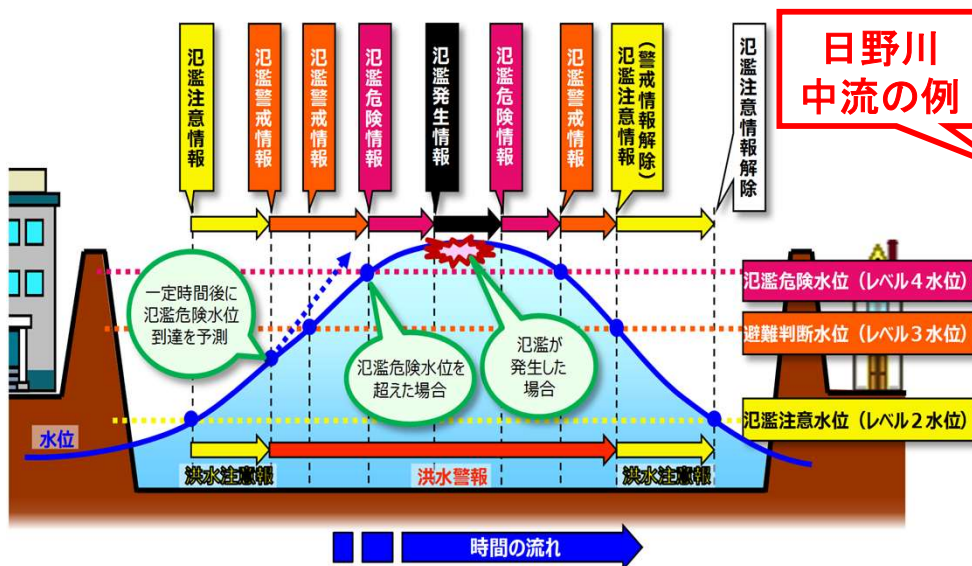 氾濫注意情報
氾濫警戒情報
氾濫警戒情報
氾濫危険情報
氾濫発生情報
氾濫危険情報
氾濫警戒情報
(警戒情報解除)
氾濫注意情報
氾濫注意情報解除
日野川
中流の例
一定時間後に
氾濫危険水位
到達を予測
氾濫危険水位を
超えた場合
氾濫が
発生した
場合
氾濫危険水位(レベル4水位)
避難判断水位(レベル3水位)
氾濫注意水位(レベル2水位)
水位
洪水注意報
洪水警報
洪水注意報
時間の流れ